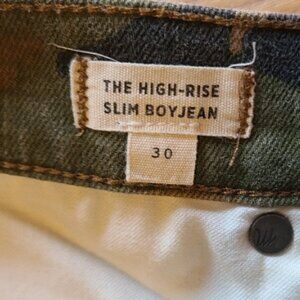 THE HIGH-RISE
SLIM BOYJEAN
30